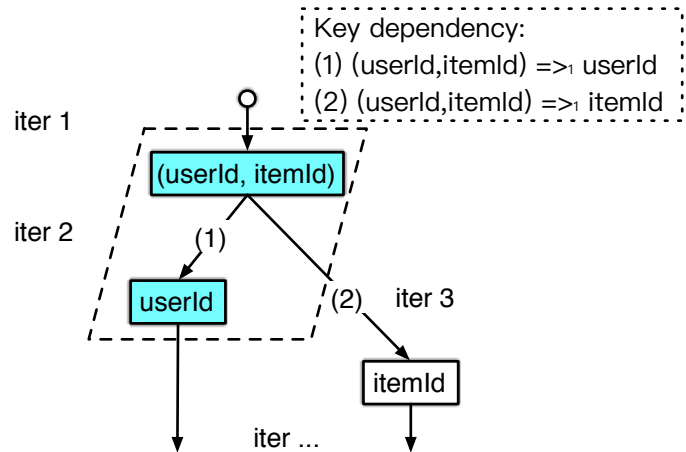 Key dependency:
(1) (userId,itemId) =>₁ userId
(2) (userId,itemId) =>₁ itemId
iter 1
(userId, itemId)
iter 2
(1)
userId
(2)
iter 3
itemId
iter ...